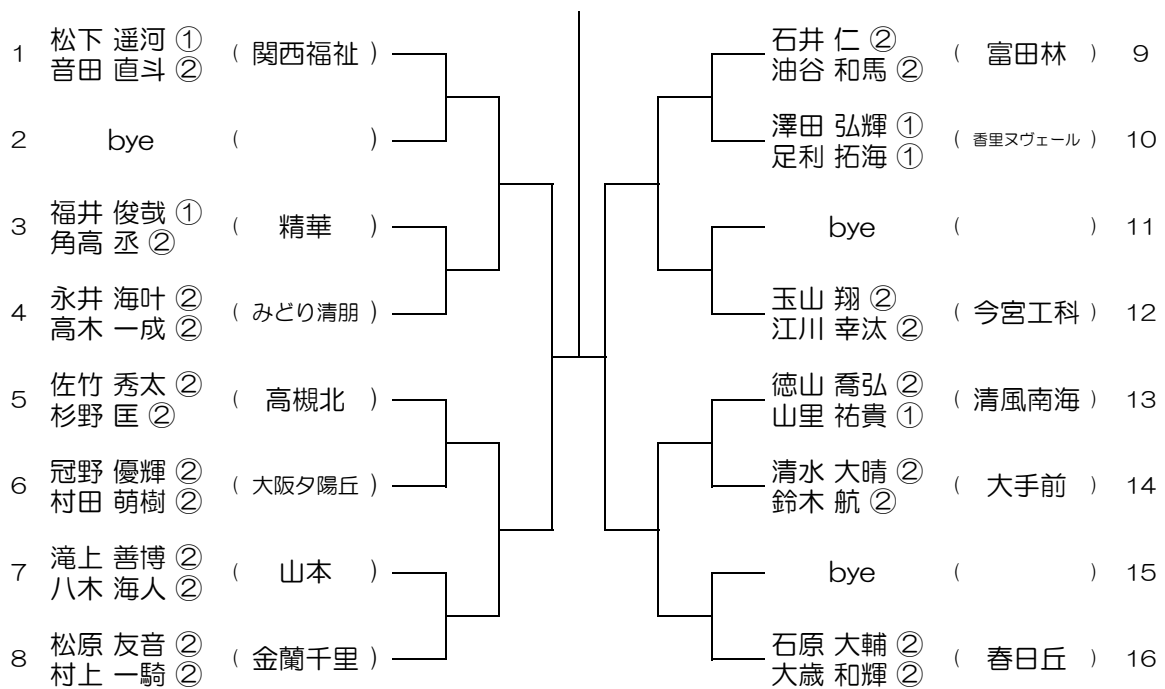 1 松下 遥河 ① ( 関西福祉 )
音田 直斗 ②
2 bye ( )
3 福井 俊哉 ① ( 精華 )
角高 丞 ②
4 永井 海叶 ② ( みどり清朋 )
高木 一成 ②
5 佐竹 秀太 ② ( 高槻北 )
杉野 匡 ②
6 冠野 優輝 ② ( 大阪夕陽丘 )
村田 萌樹 ②
7 滝上 善博 ② ( 山本 )
八木 海人 ②
8 松原 友音 ② ( 金蘭千里 )
村上 一騎 ②
石井 仁 ② ( 富田林 ) 9
油谷 和馬 ②
澤田 弘輝 ① ( 香里ヌヴェール ) 10
足利 拓海 ①
bye ( ) 11
玉山 翔 ② ( 今宮工科 ) 12
江川 幸汰 ②
徳山 喬弘 ② ( 清風南海 ) 13
山里 祐貴 ①
清水 大晴 ② ( 大手前 ) 14
鈴木 航 ②
bye ( ) 15
石原 大輔 ② ( 春日丘 ) 16
大歳 和輝 ②